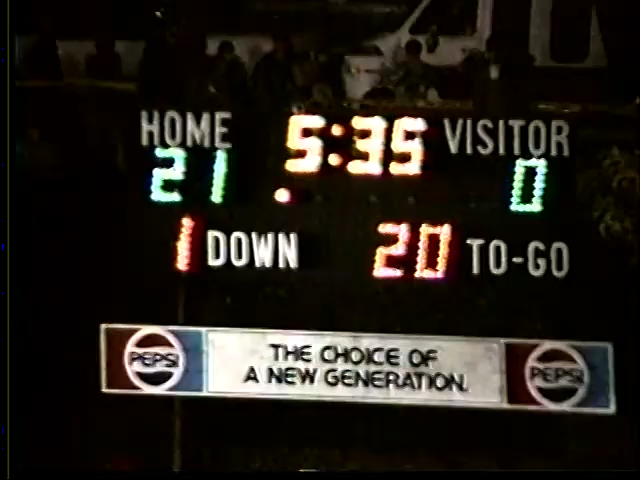 HOME 5:35 VISITOR
21 0
1 DOWN 20 TO-GO
PEPSI THE CHOICE OF PEPSI
A NEW GENERATION.